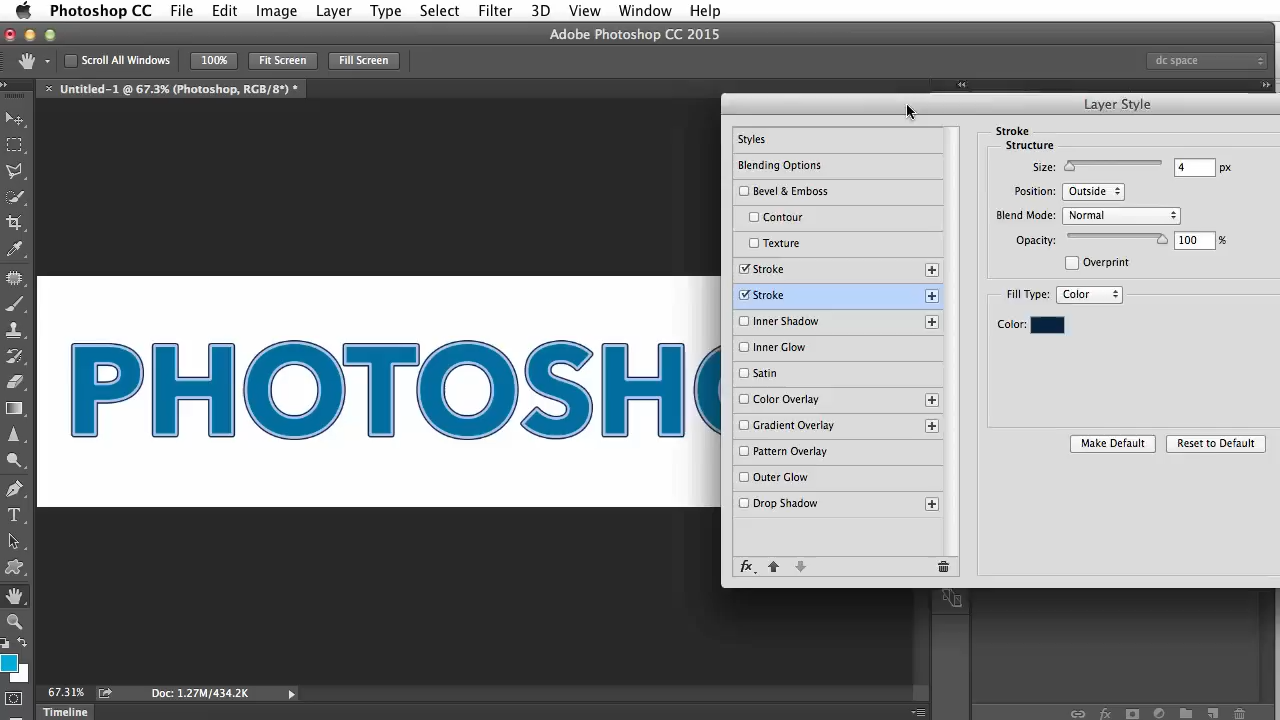 Photoshop CC File Edit Image Layer Type Select Filter 3D View Window Help
Adobe Photoshop CC 2015
Scroll All Windows 100% Fit Screen Fill Screen dc space
× Untitled-1 @ 67.3% (Photoshop, RGB/8*) *
Layer Style
Styles
Blending Options
Bevel & Emboss
Contour
Texture
Stroke
Stroke
Inner Shadow
Inner Glow
Satin
Color Overlay
Gradient Overlay
Pattern Overlay
Outer Glow
Drop Shadow
fx
Stroke
Structure
Size: 4 px
Position: Outside
Blend Mode: Normal
Opacity: 100 %
Overprint
Fill Type: Color
Color:
Make Default Reset to Default
PHOTOSHO
67.31% Doc: 1.27M/434.2K
Timeline
fx